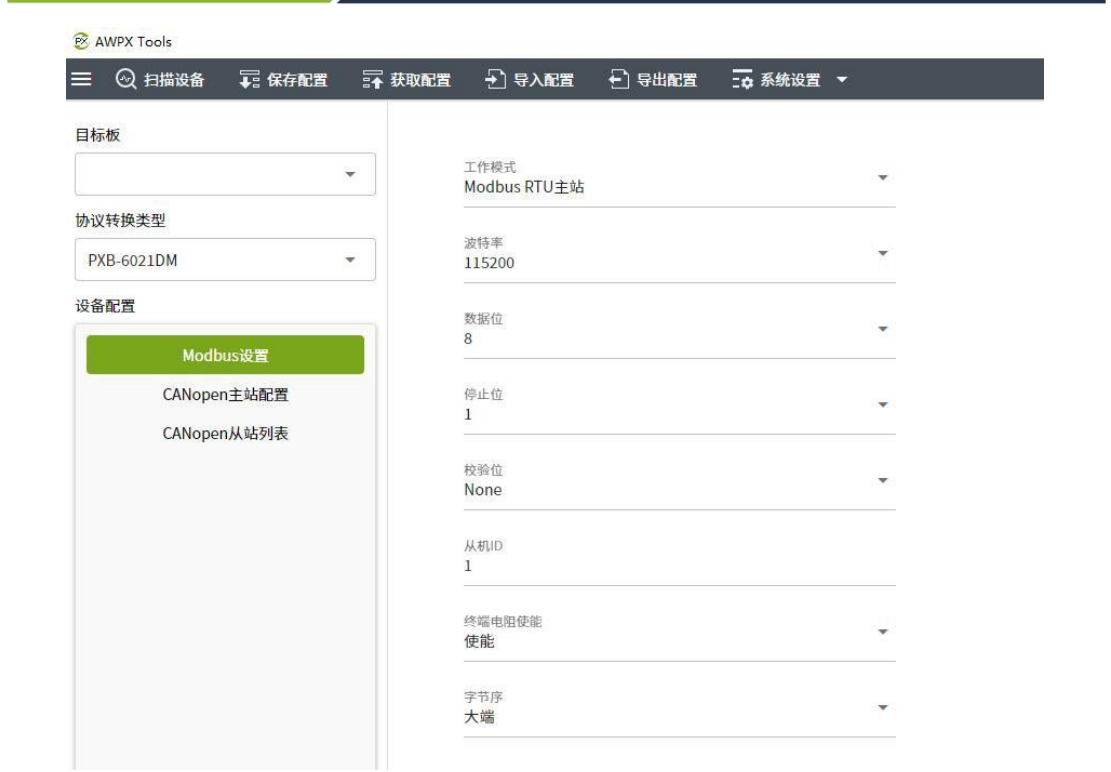 AWPX Tools
扫描设备 保存配置 获取配置 导入配置 导出配置 系统设置
目标板
协议转换类型
PXB-6021DM
设备配置
Modbus设置
CANopen主站配置
CANopen从站列表
工作模式
Modbus RTU主站
波特率
115200
数据位
8
停止位
1
校验位
None
从机ID
1
终端电阻使能
使能
字节序
大端